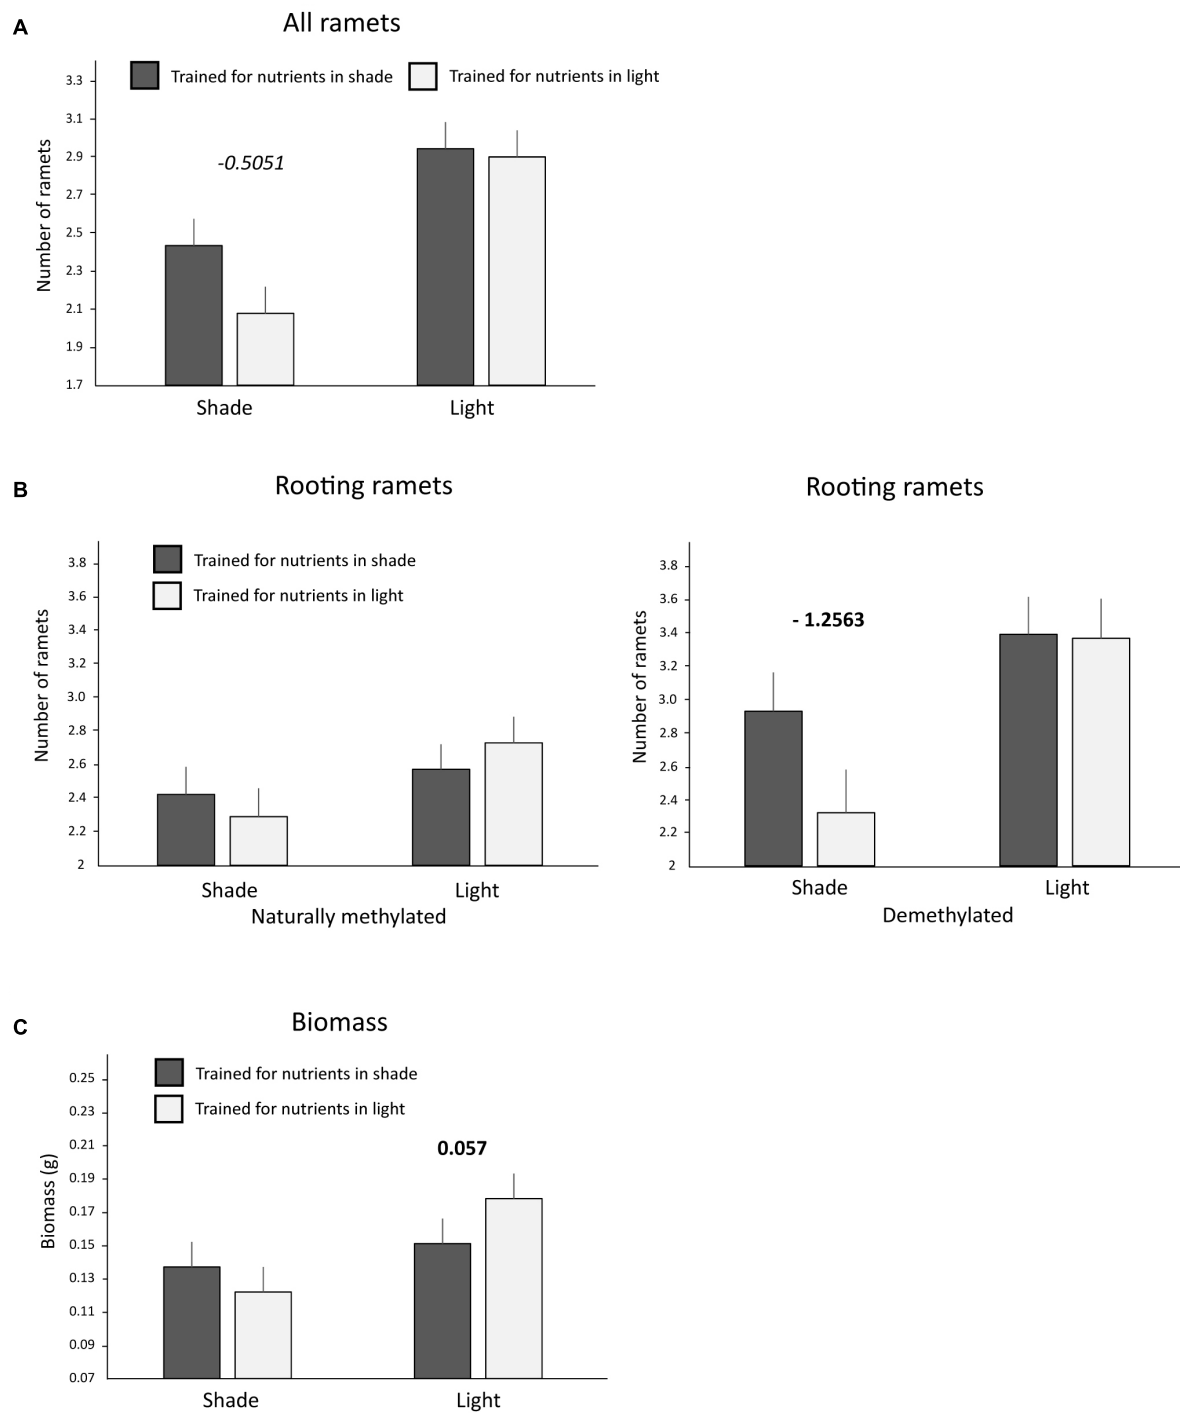 A
All ramets
Trained for nutrients in shade
Trained for nutrients in light
Number of ramets
3.3
3.1
2.9
2.7
2.5
2.3
2.1
1.9
1.7
-0.5051
Shade
Light
B
Rooting ramets
Trained for nutrients in shade
Trained for nutrients in light
Number of ramets
3.8
3.6
3.4
3.2
3.0
2.8
2.6
2.4
2.2
2
Shade
Light
Naturally methylated
Rooting ramets
Number of ramets
3.8
3.6
3.4
3.2
3.0
2.8
2.6
2.4
2.2
2
- 1.2563
Shade
Light
Demethylated
C
Biomass
Trained for nutrients in shade
Trained for nutrients in light
Biomass (g)
0.25
0.23
0.21
0.19
0.17
0.15
0.13
0.11
0.09
0.07
0.057
Shade
Light